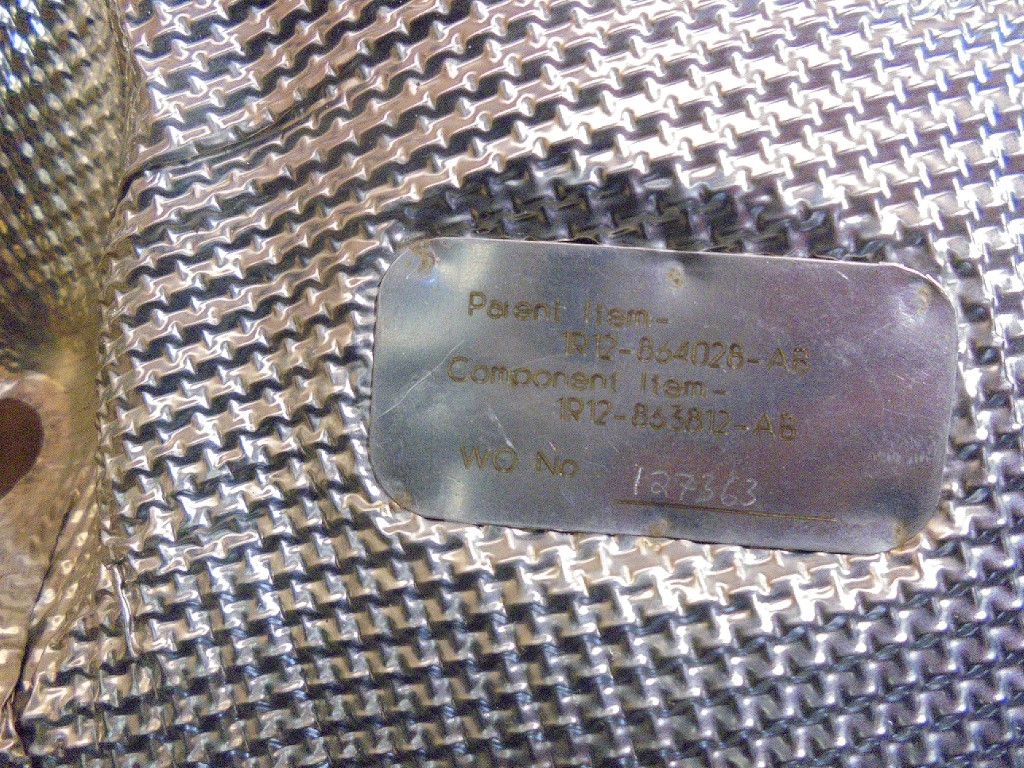 Parent Item-
1R12-864028-AB
Component Item-
1R12-863812-AB
WO No 127363